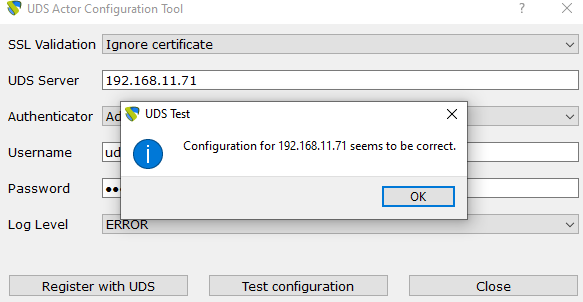 UDS Actor Configuration Tool
SSL Validation Ignore certificate
UDS Server 192.168.11.71
UDS Test
Authenticator
Configuration for 192.168.11.71 seems to be correct.
Username
Password
OK
Log Level ERROR
Register with UDS Test configuration Close